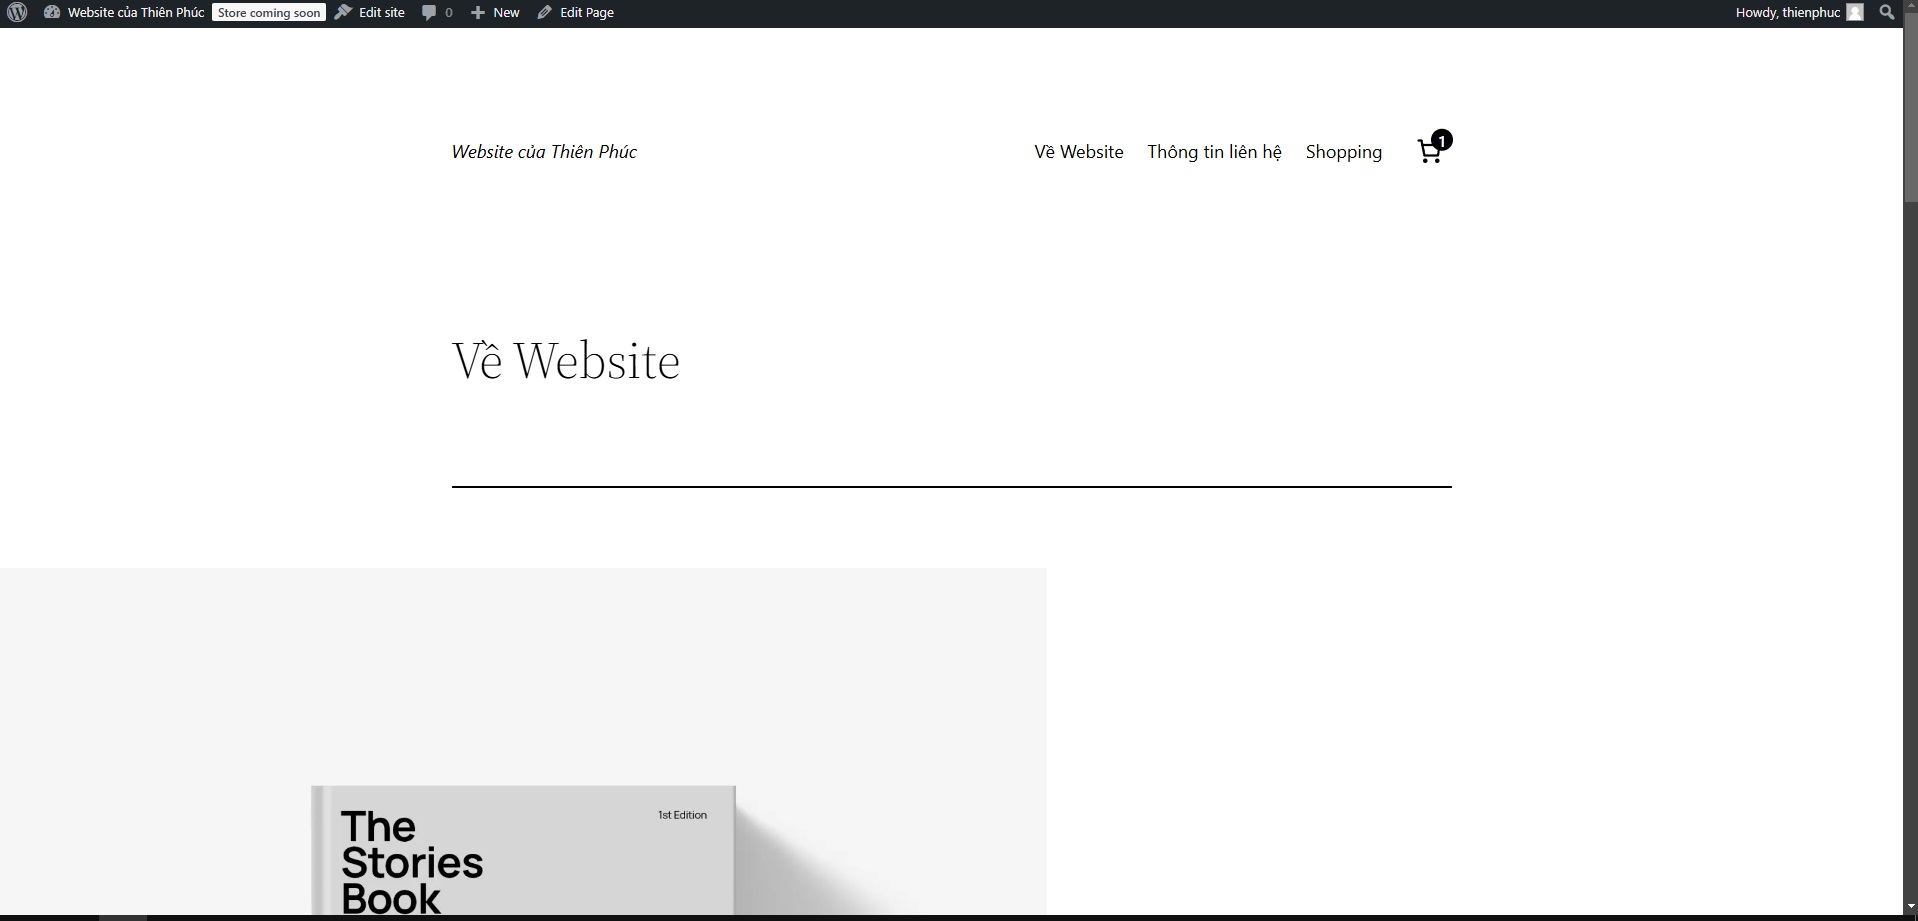 Website của Thiên Phúc Store coming soon Edit site 0 New Edit Page Howdy, thienphuc
Website của Thiên Phúc Về Website Thông tin liên hệ Shopping 1
Về Website
The
Stories
Book
1st Edition